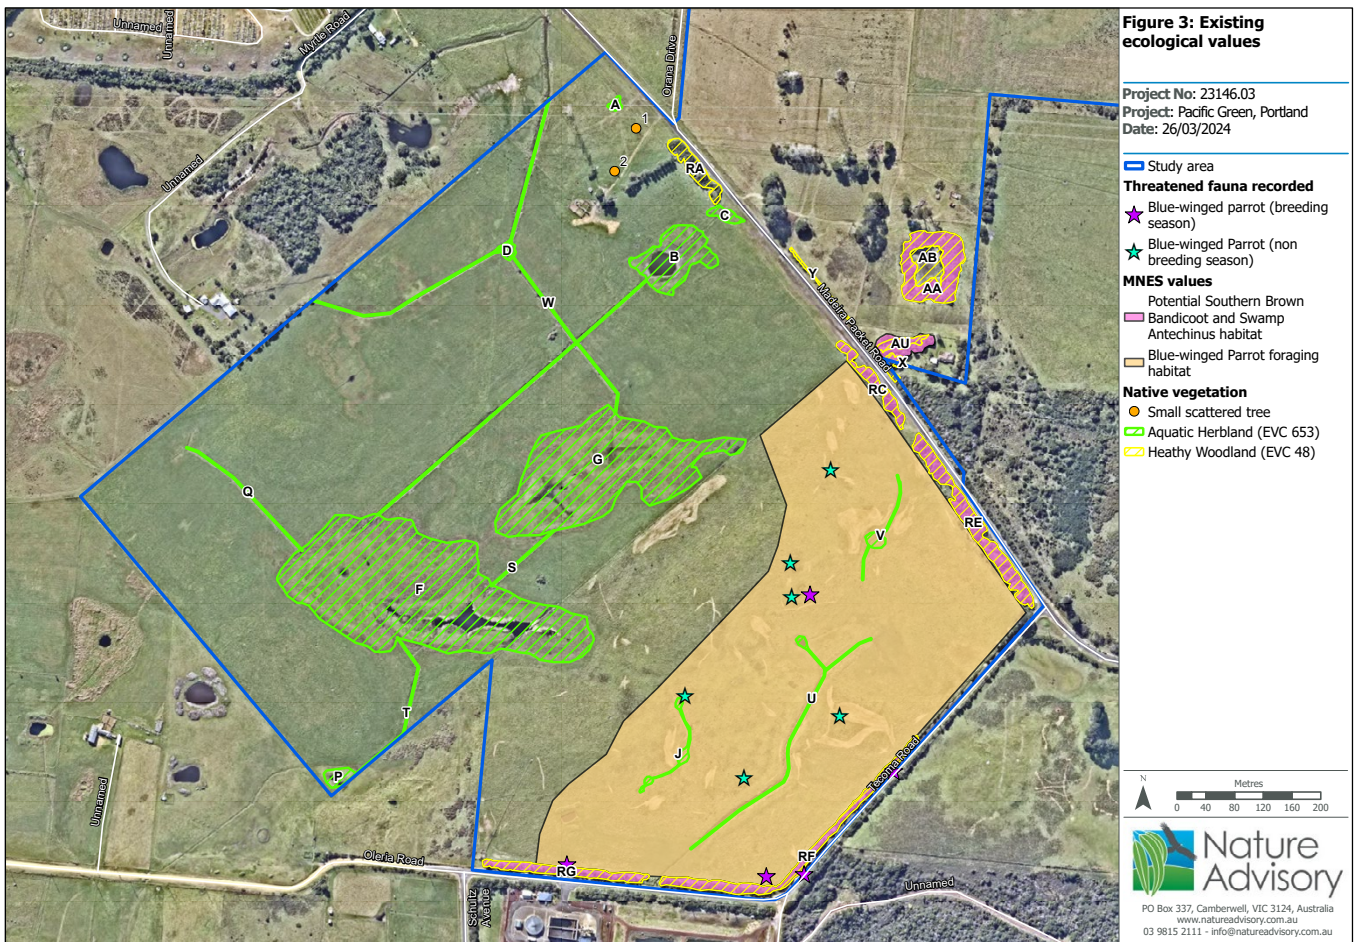 Figure 3: Existing
ecological values
Project No: 23146.03
Project: Pacific Green, Portland
Date: 26/03/2024
Study area
Threatened fauna recorded
Blue-winged parrot (breeding
season)
Blue-winged Parrot (non
breeding season)
MNES values
Potential Southern Brown
Bandicoot and Swamp
Antechinus habitat
Blue-winged Parrot foraging
habitat
Native vegetation
Small scattered tree
Aquatic Herbland (EVC 653)
Heathy Woodland (EVC 48)
N
Metres
0 40 80 120 160 200
Nature
Advisory
PO Box 337, Camberwell, VIC 3124, Australia
www.natureadvisory.com.au
03 9815 2111 - info@natureadvisory.com.au
Unnamed
Unnamed
Myrtle Road
Orana Drive
Unnamed
A
1
2
RA
C
D
B
W
Y
Madeira Packet Road
AB
AA
AU
X
RC
G
Q
V
RE
S
F
U
T
J
P
Tecoma Road
Unnamed
Oleria Road
RG
RF
Schultz
Avenue
Unnamed